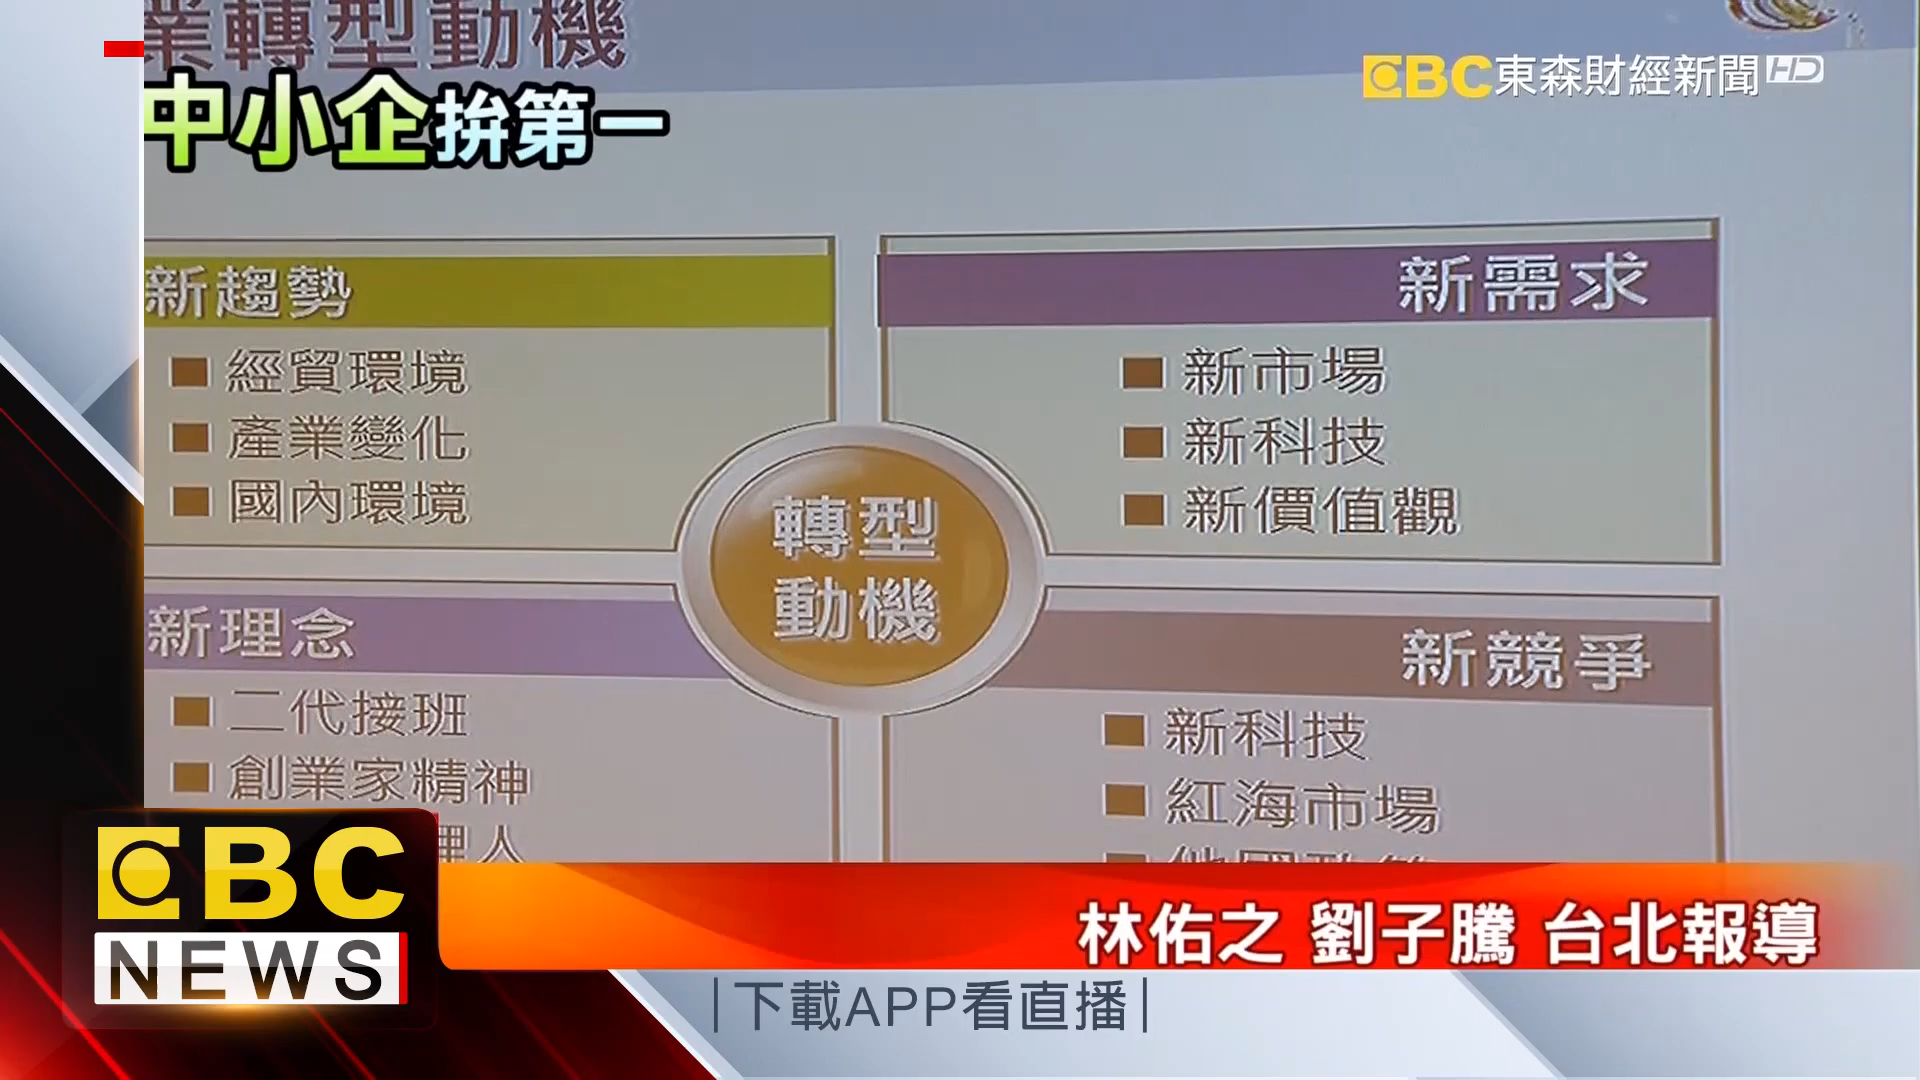 業轉型動機
EBC東森財經新聞HD
中小企拚第一
新趨勢
經貿環境
產業變化
國內環境
新需求
新市場
新科技
新價值觀
轉型
動機
新理念
二代接班
創業家精神
理人
新競爭
新科技
紅海市場
EBC
NEWS
林佑之 劉子騰 台北報導
|下載APP看直播|